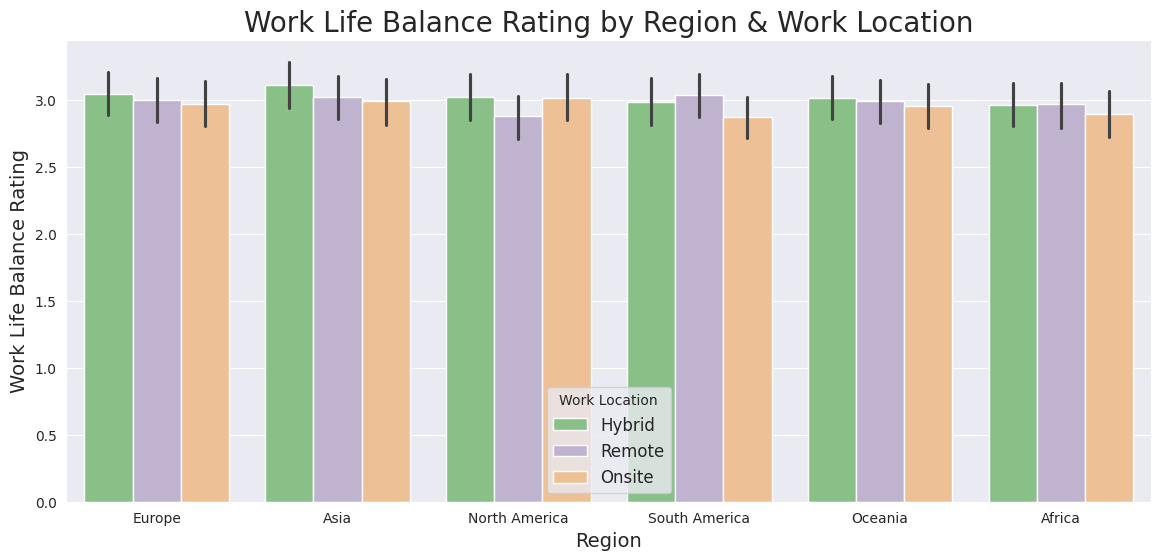 Work Life Balance Rating by Region & Work Location
Work Life Balance Rating
3.0
2.5
2.0
1.5
1.0
0.5
0.0
Work Location
Hybrid
Remote
Onsite
Europe
Asia
North America
South America
Oceania
Africa
Region